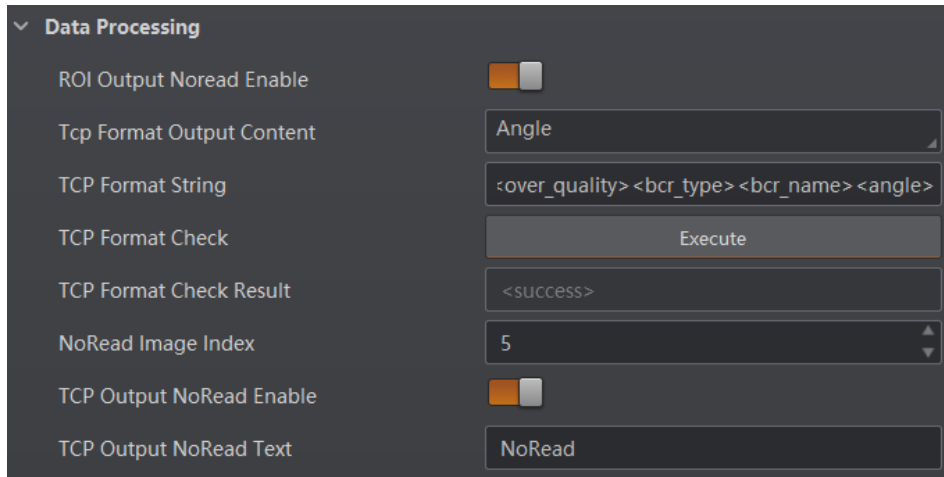 Data Processing
ROI Output Noread Enable
Tcp Format Output Content Angle
TCP Format String <over_quality><bcr_type><bcr_name><angle>
TCP Format Check Execute
TCP Format Check Result <success>
NoRead Image Index 5
TCP Output NoRead Enable
TCP Output NoRead Text NoRead